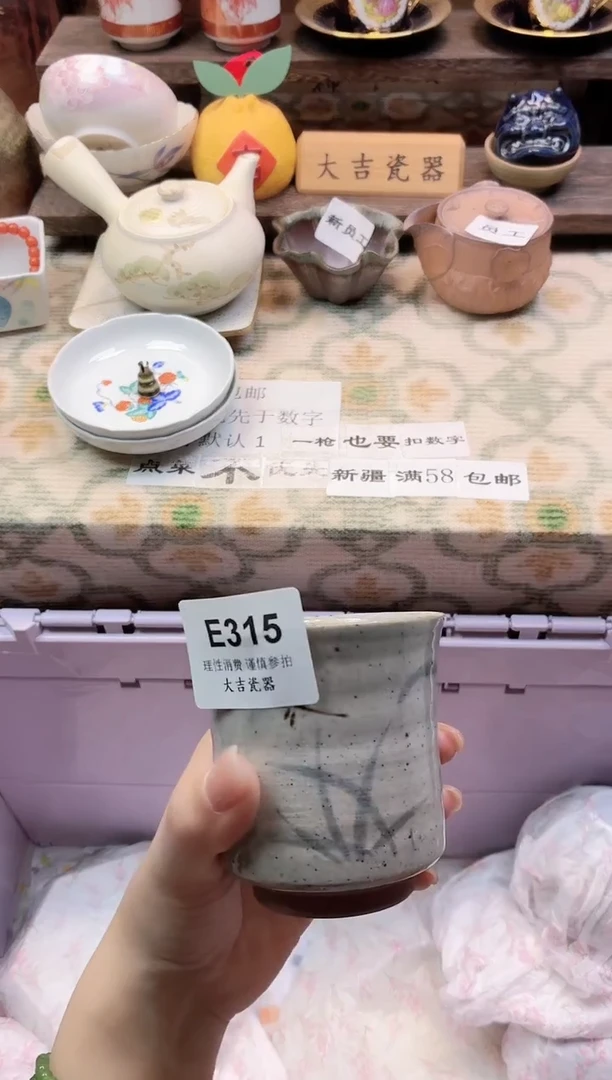 大吉瓷器
新员工
员工
包邮
先于数字
默认1
一枪 也要 扣数字
新疆 满58 包邮
E315
理性消费 谨慎参拍
大吉瓷器